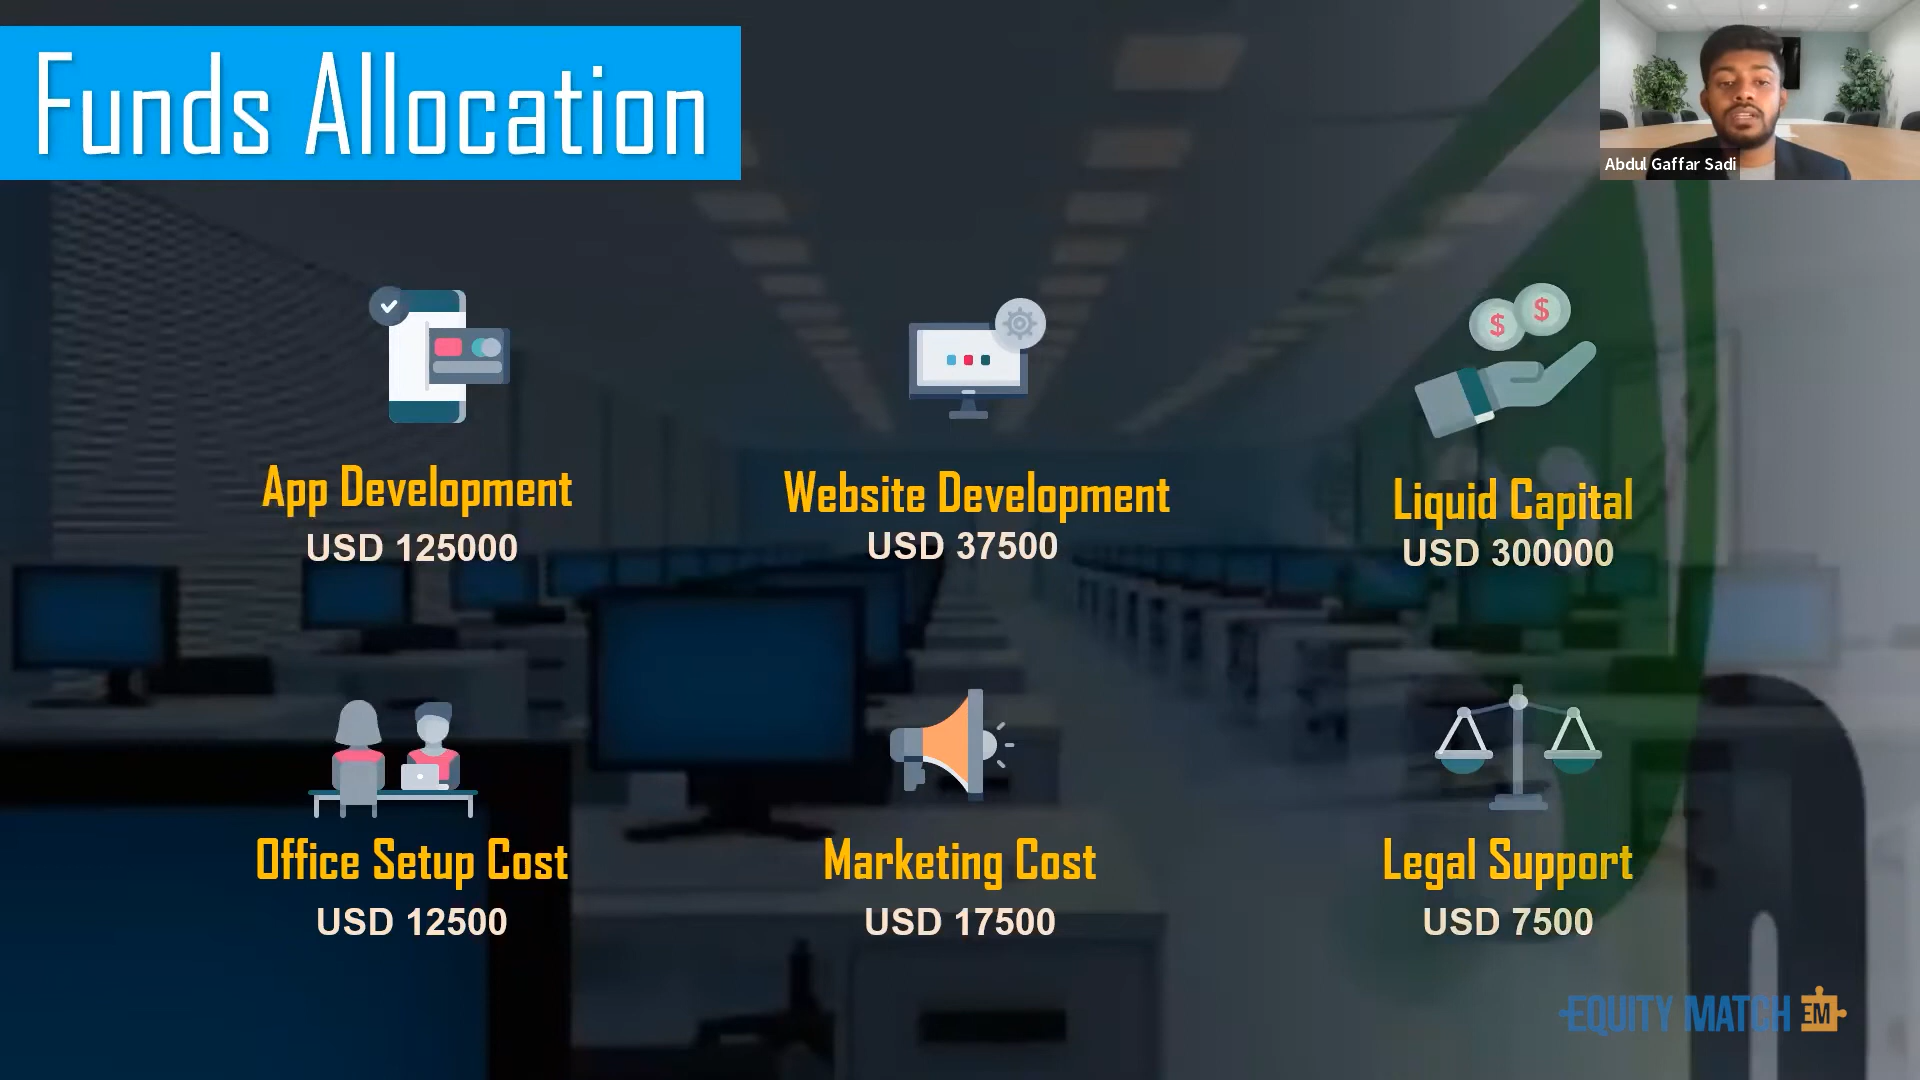 Funds Allocation
Abdul Gaffar Sadi
$ $
App Development
USD 125000
Website Development
USD 37500
Liquid Capital
USD 300000
Office Setup Cost
USD 12500
Marketing Cost
USD 17500
Legal Support
USD 7500
EQUITY MATCH EM